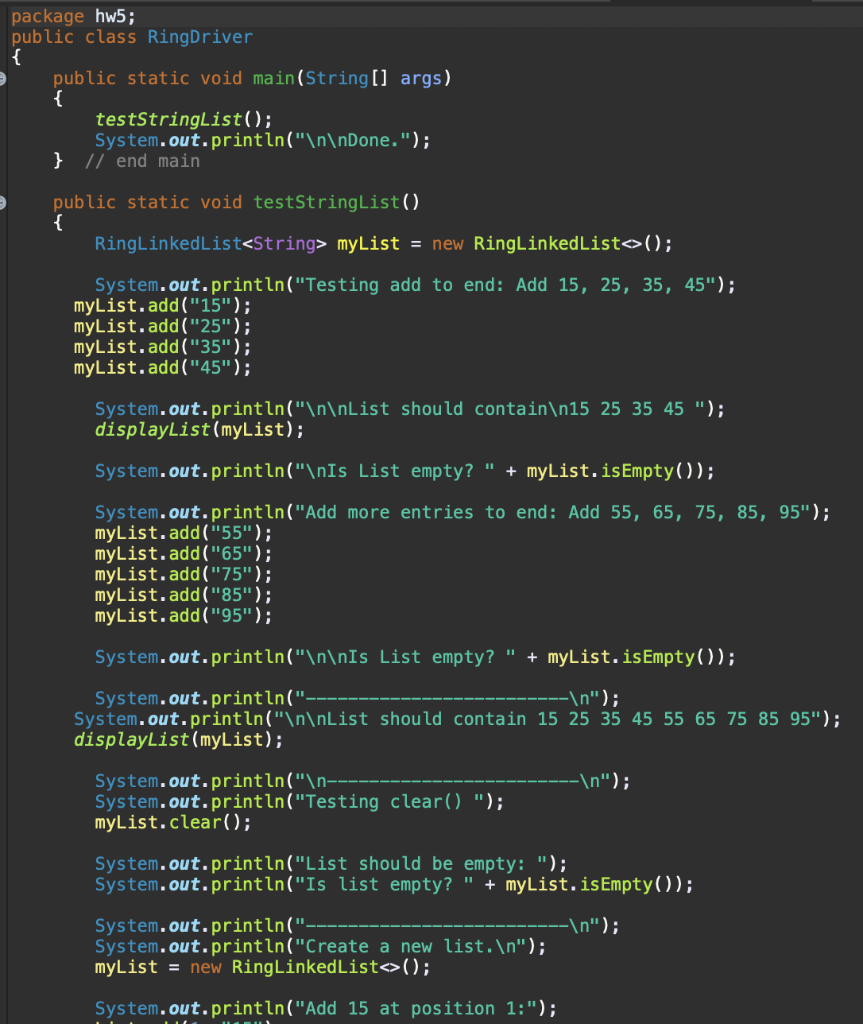 package hw5;
public class RingDriver
{
    public static void main(String[] args)
    {
        testStringList();
        System.out.println("\n\nDone.");
    }  // end main

    public static void testStringList()
    {
        RingLinkedList<String> myList = new RingLinkedList<>();

        System.out.println("Testing add to end: Add 15, 25, 35, 45");
      myList.add("15");
      myList.add("25");
      myList.add("35");
      myList.add("45");

        System.out.println("\n\nList should contain\n15 25 35 45 ");
        displayList(myList);

        System.out.println("\nIs List empty? " + myList.isEmpty());

        System.out.println("Add more entries to end: Add 55, 65, 75, 85, 95");
        myList.add("55");
        myList.add("65");
        myList.add("75");
        myList.add("85");
        myList.add("95");

        System.out.println("\n\nIs List empty? " + myList.isEmpty());

        System.out.println("-------------------------\n");
      System.out.println("\n\nList should contain 15 25 35 45 55 65 75 85 95");
      displayList(myList);

        System.out.println("\n------------------------\n");
        System.out.println("Testing clear() ");
        myList.clear();

        System.out.println("List should be empty: ");
        System.out.println("Is list empty? " + myList.isEmpty());

        System.out.println("-------------------------\n");
        System.out.println("Create a new list.\n");
        myList = new RingLinkedList<>();

        System.out.println("Add 15 at position 1:");